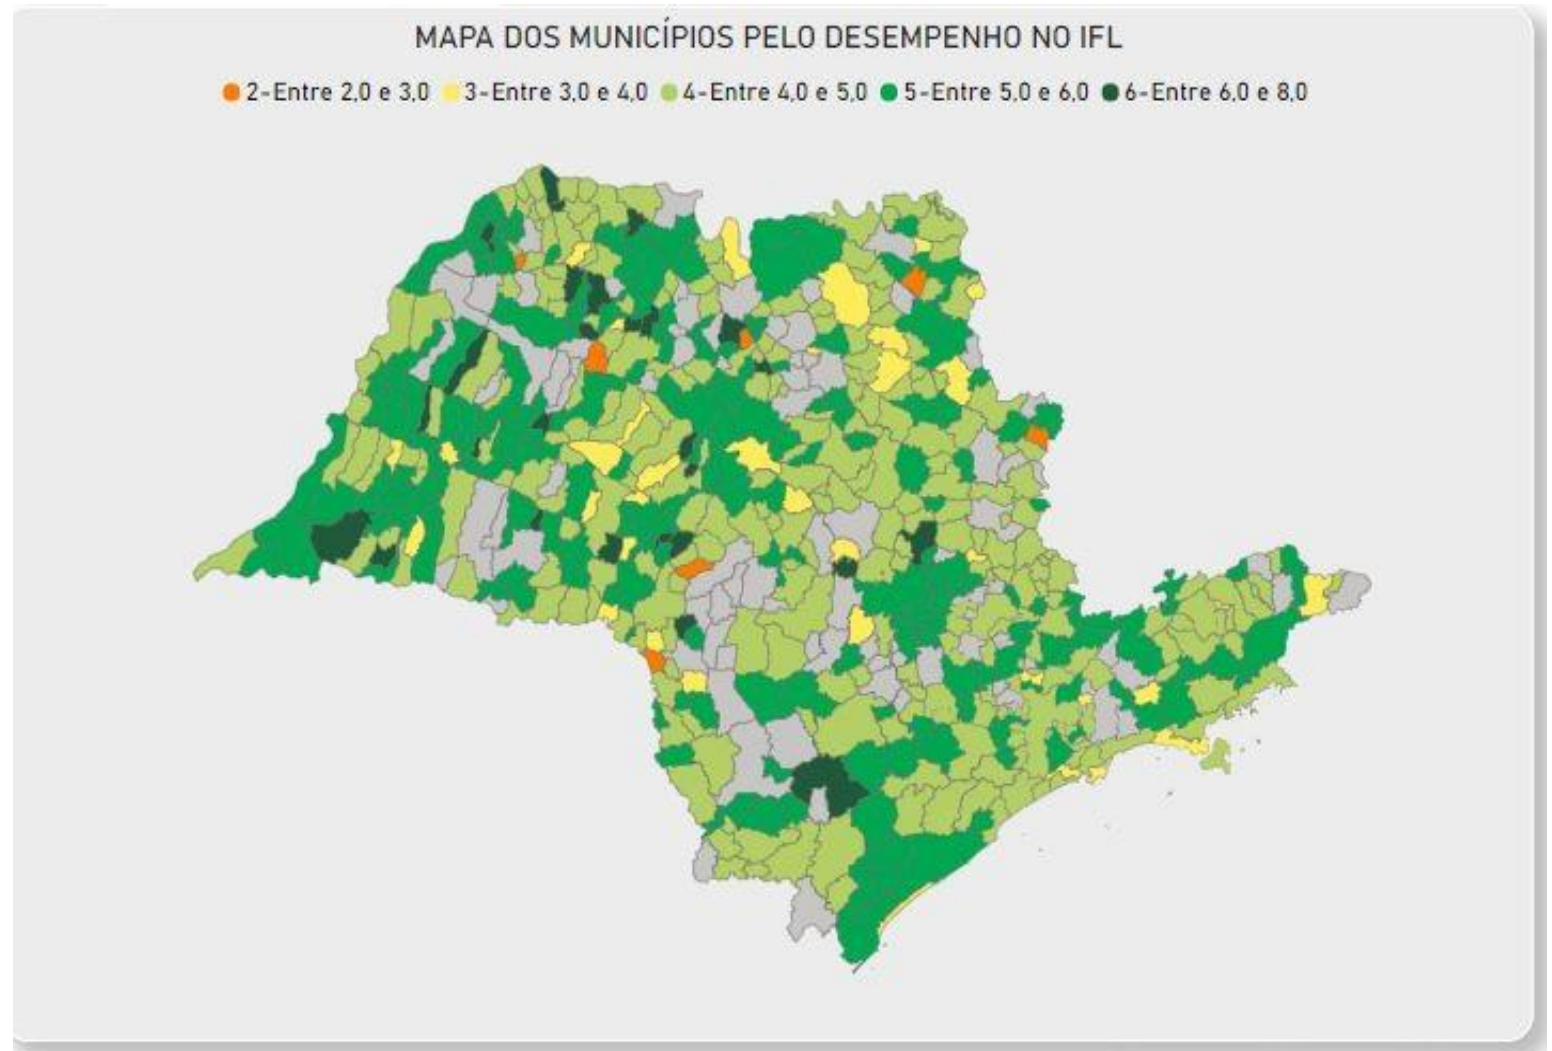 MAPA DOS MUNICÍPIOS PELO DESEMPENHO NO IFL
2-Entre 2,0 e 3,0 3-Entre 3,0 e 4,0 4-Entre 4,0 e 5,0 5-Entre 5,0 e 6,0 6-Entre 6,0 e 8,0